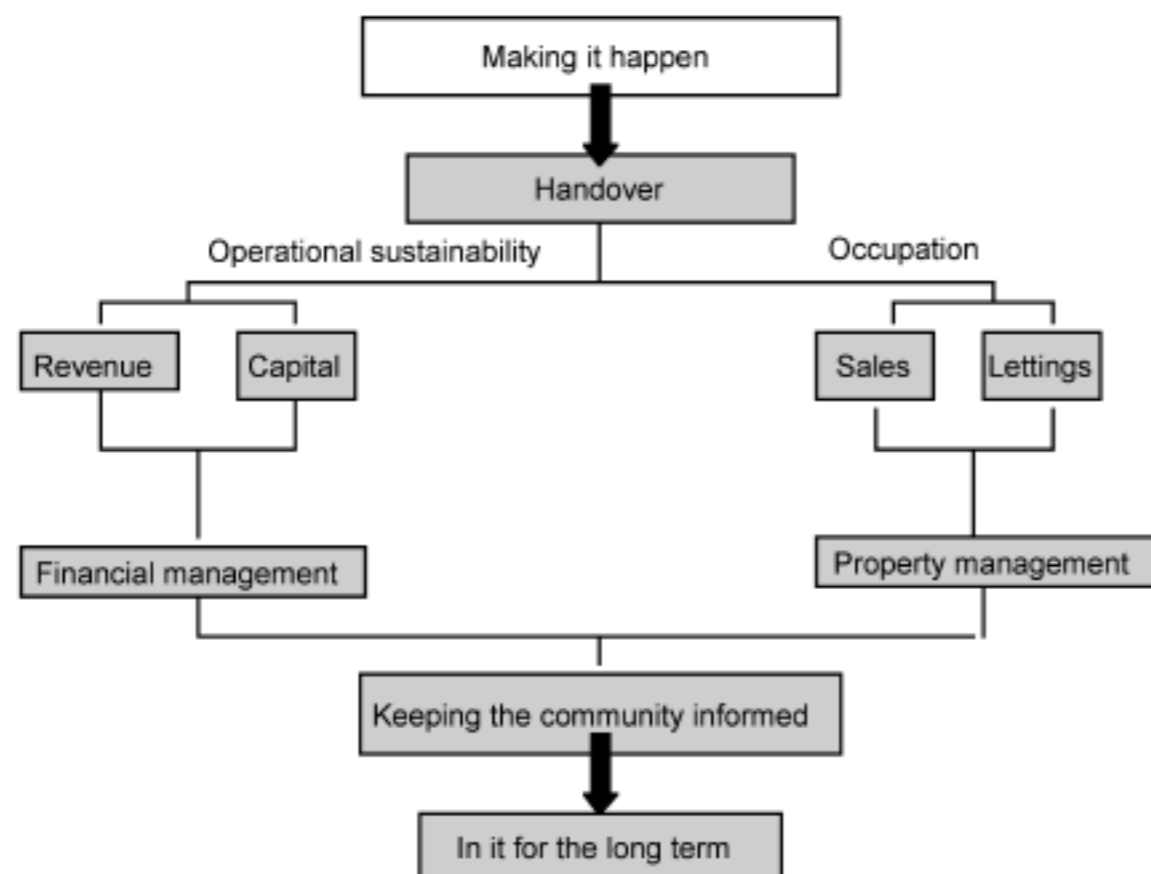 Making it happen
Handover
Operational sustainability
Occupation
Revenue
Capital
Sales
Lettings
Financial management
Property management
Keeping the community informed
In it for the long term